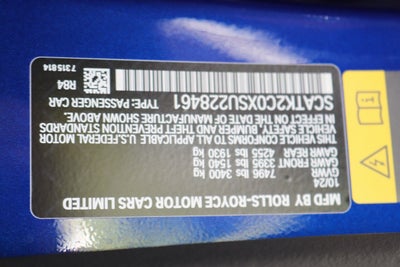 MFD BY ROLLS-ROYCE MOTOR CARS LIMITED
10/24
GVWR 7496 lbs 3400 kg
GAWR FRONT 3395 lbs 1540 kg
GAWR REAR 4255 lbs 1930 kg
THIS VEHICLE CONFORMS TO ALL APPLICABLE U.S. FEDERAL
VEHICLE SAFETY, BUMPER AND THEFT PREVENTION STANDARDS
IN EFFECT ON THE DATE OF MANUFACTURE SHOWN ABOVE.
SCATK2C0XSU228461 TYPE: PASSENGER CAR
R84
7315814